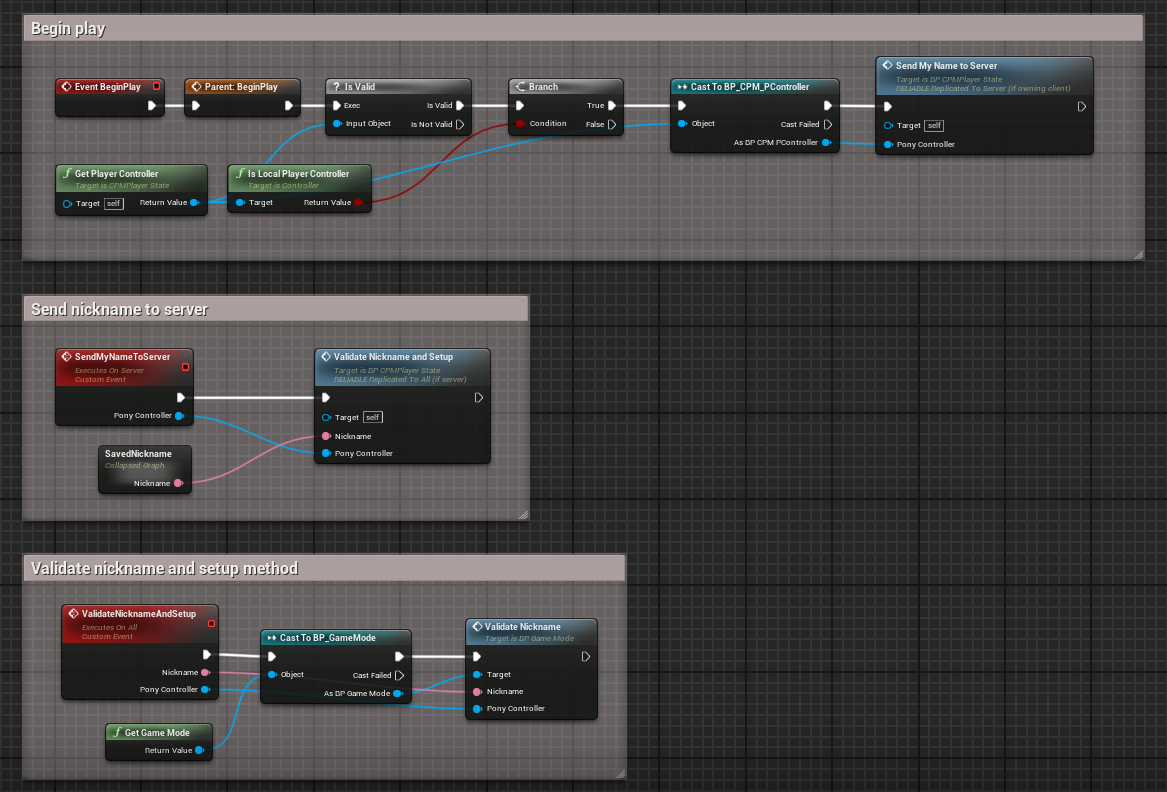 Begin play
Event BeginPlay
Parent: BeginPlay
? Is Valid
Exec
Is Valid
Input Object
Is Not Valid
Branch
True
Condition
False
Cast To BP_CPM_PController
Object
Cast Failed
As BP CPM PController
Send My Name to Server
Target is BP CPMPlayer State
RELIABLE Replicated To Server (if owning client)
Target self
Pony Controller
f Get Player Controller
Target is CPMPlayer State
Target self
Return Value
f Is Local Player Controller
Target is Controller
Target
Return Value
Send nickname to server
SendMyNameToServer
Executes On Server
Custom Event
Pony Controller
SavedNickname
Collapsed Graph
Nickname
Validate Nickname and Setup
Target is BP CPMPlayer State
RELIABLE Replicated To All (if server)
Target self
Nickname
Pony Controller
Validate nickname and setup method
ValidateNicknameAndSetup
Executes On All
Custom Event
Nickname
Pony Controller
f Get Game Mode
Return Value
Cast To BP_GameMode
Object
Cast Failed
As BP Game Mode
Validate Nickname
Target is BP Game Mode
Target
Nickname
Pony Controller